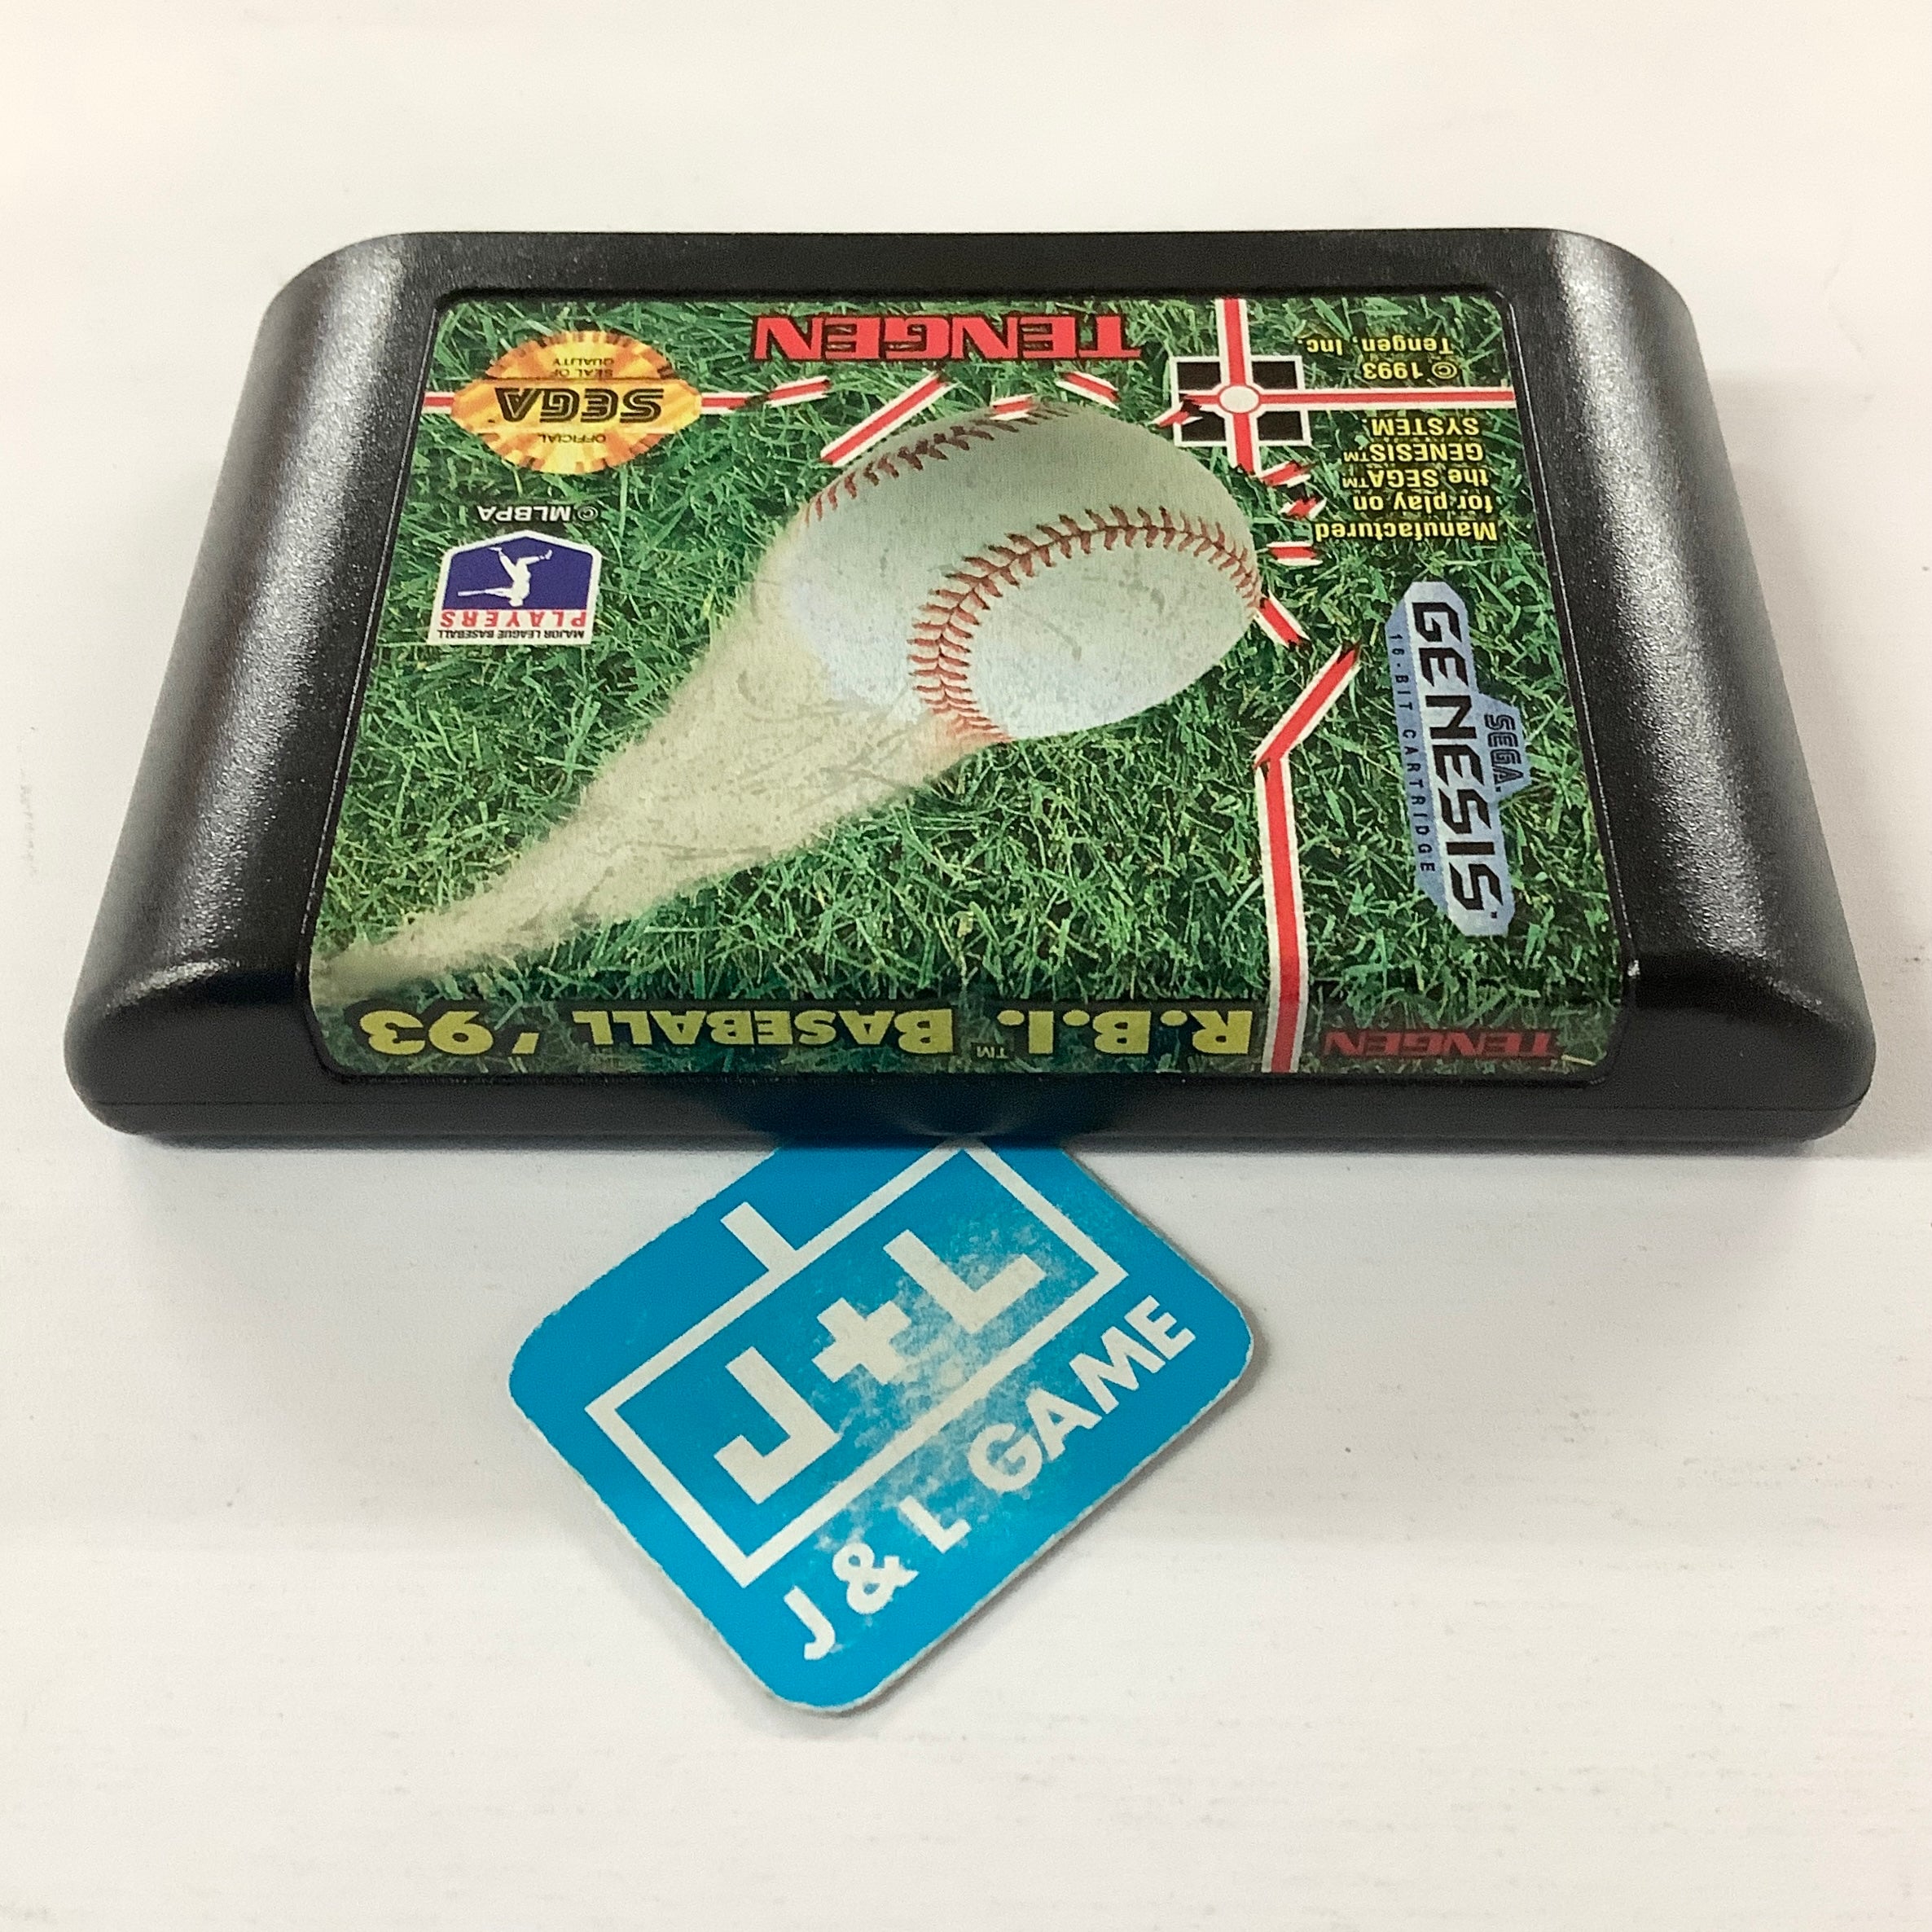 TENGEN
R.B.I.™ BASEBALL '93
SEGA
GENESIS
16-BIT CARTRIDGE
Manufactured
for play on
the SEGA™
GENESIS™
SYSTEM
© 1993
Tengen, Inc.
TENGEN
MAJOR LEAGUE BASEBALL
PLAYERS
© MLBPA
OFFICIAL
SEGA
SEAL OF
QUALITY
J+L
J & L GAME